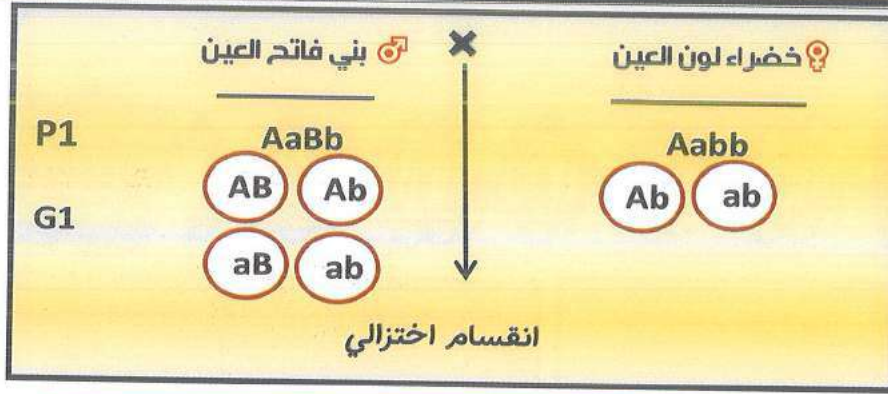 خضراء لون العين × بني فاتح العين
P1 AaBb Aabb
G1 AB Ab Ab ab
aB ab
انقسام اختزالي